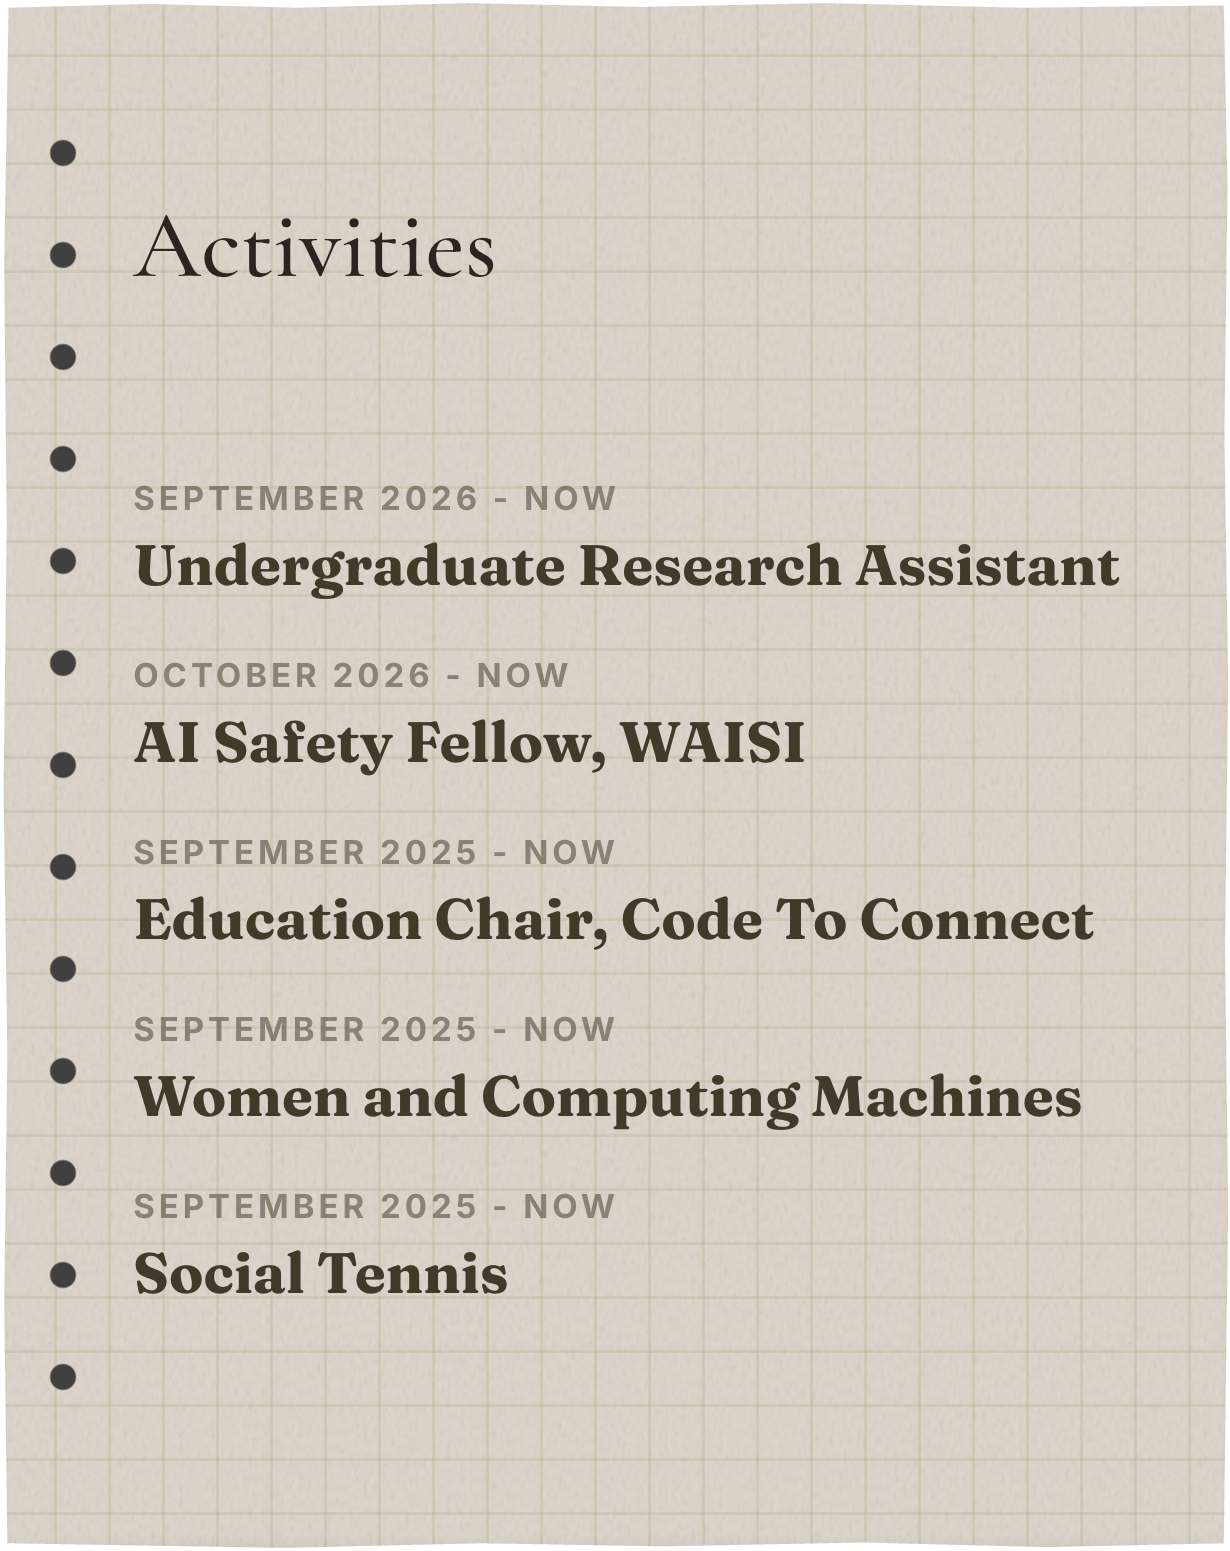 Activities
SEPTEMBER 2026 - NOW
Undergraduate Research Assistant
OCTOBER 2026 - NOW
AI Safety Fellow, WAISI
SEPTEMBER 2025 - NOW
Education Chair, Code To Connect
SEPTEMBER 2025 - NOW
Women and Computing Machines
SEPTEMBER 2025 - NOW
Social Tennis